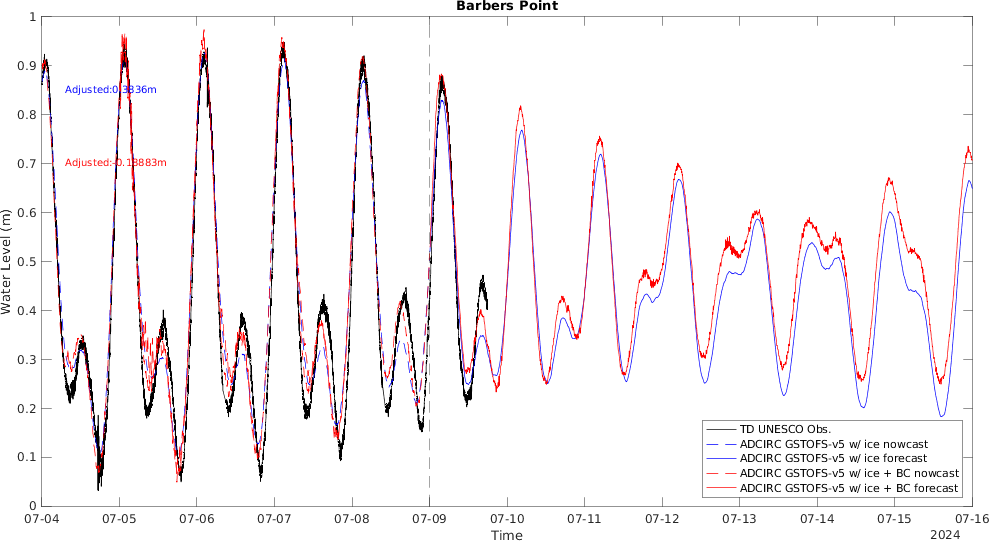 Barbers Point
Water Level (m)
1
0.9
0.8
0.7
0.6
0.5
0.4
0.3
0.2
0.1
0
Adjusted:0.3336m
Adjusted:-0.13883m
TD UNESCO Obs.
ADCIRC GSTOFS-v5 w/ ice nowcast
ADCIRC GSTOFS-v5 w/ ice forecast
ADCIRC GSTOFS-v5 w/ ice + BC nowcast
ADCIRC GSTOFS-v5 w/ ice + BC forecast
07-04 07-05 07-06 07-07 07-08 07-09 07-10 07-11 07-12 07-13 07-14 07-15 07-16
Time
2024